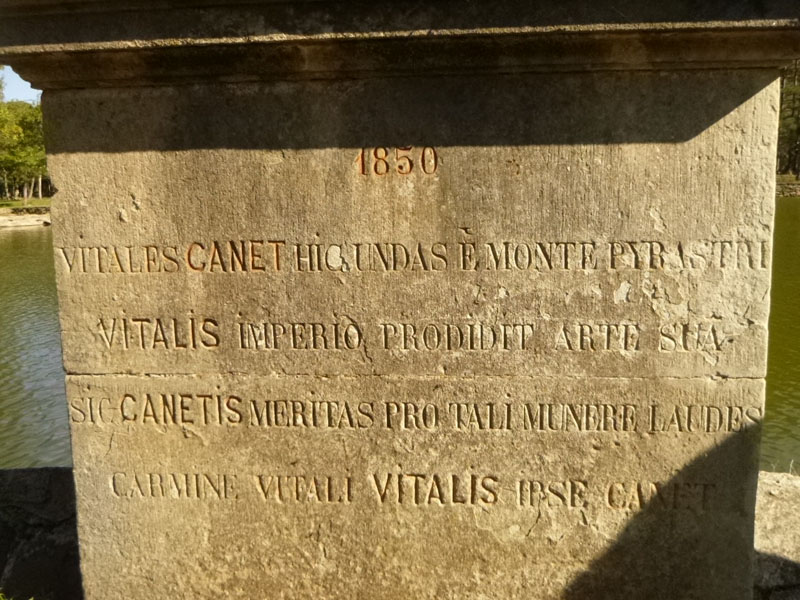 1850
VITALES CANET HIC UNDAS È MONTE PYRASTRI
VITALIS IMPERIO PRODIDIT ARTE SUA
SIC CANETIS MERITAS PRO TALI MUNERE LAUDES
CARMINE VITALI VITALIS IPSE CANET